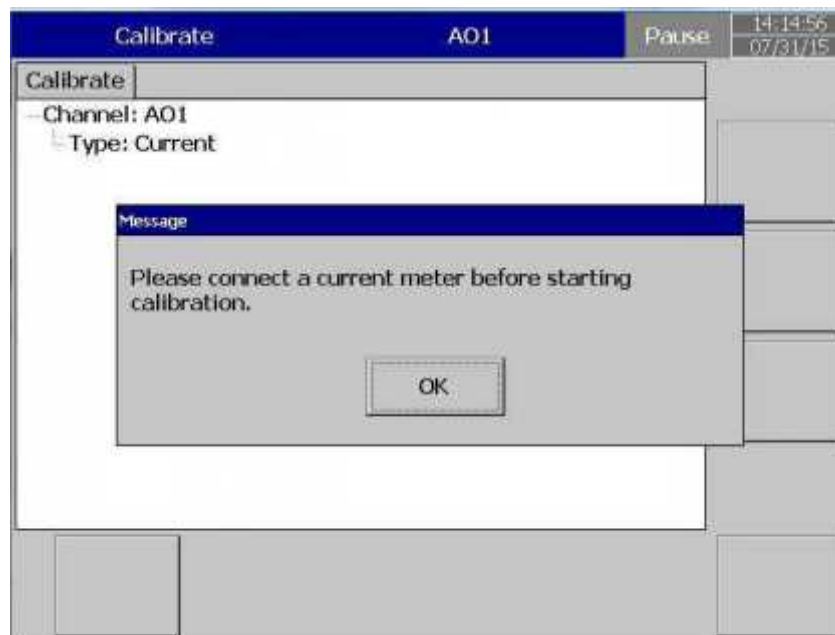 Calibrate
AO1
Pause
14:14:56
07/31/15
Calibrate
Channel: AO1
Type: Current
Message
Please connect a current meter before starting
calibration.
OK